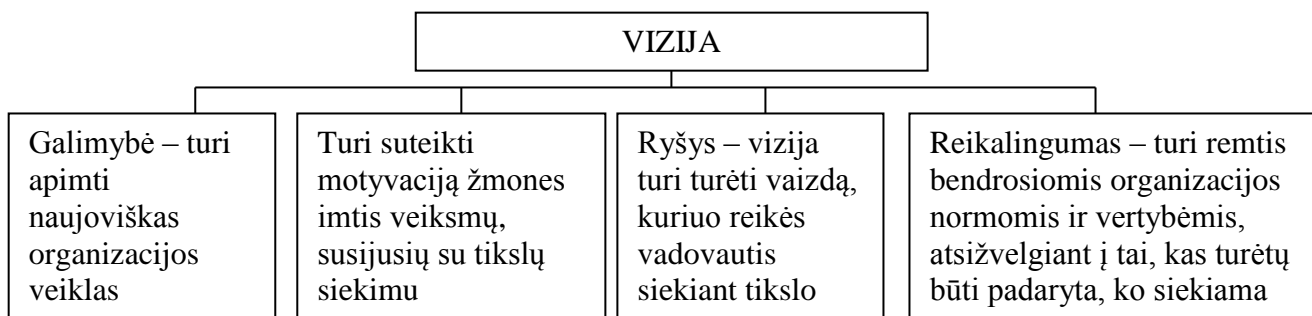 VIZIJA
Galimybė – turi
apimti
naujoviškas
organizacijos
veiklas
Turi suteikti
motyvaciją žmones
imtis veiksmų,
susijusių su tikslų
siekimu
Ryšys – vizija
turi turėti vaizdą,
kuriuo reikės
vadovautis
siekiant tikslo
Reikalingumas – turi remtis
bendrosiomis organizacijos
normomis ir vertybėmis,
atsižvelgiant į tai, kas turėtų
būti padaryta, ko siekiama